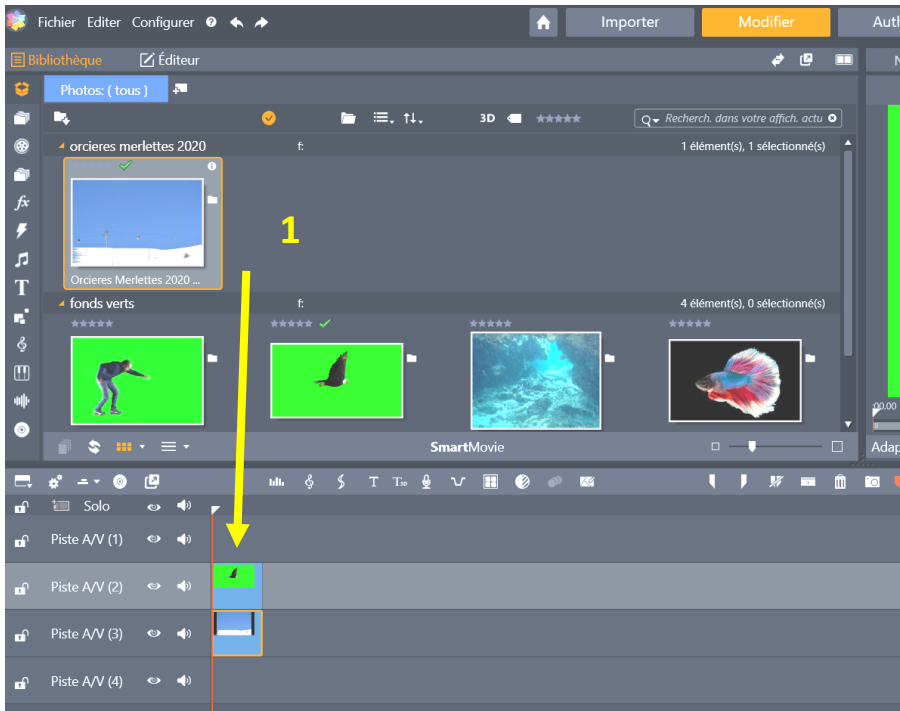 Fichier Editer Configurer
Importer
Modifier
Auth
Bibliothèque
Éditeur
Photos: ( tous )
3D
Recherch. dans votre affich. actu
orcieres merlettes 2020 f: 1 élément(s), 1 sélectionné(s)
1
Orcieres Merlettes 2020 ...
fonds verts f: 4 élément(s), 0 sélectionné(s)
SmartMovie
:00.00
Adap
Solo
Piste A/V (1)
Piste A/V (2)
Piste A/V (3)
Piste A/V (4)